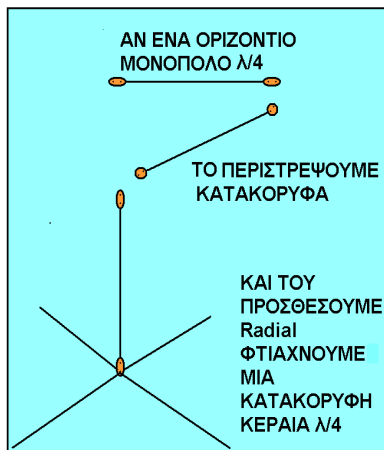 ΑΝ ΕΝΑ ΟΡΙΖΟΝΤΙΟ
ΜΟΝΟΠΟΛΟ λ/4
ΤΟ ΠΕΡΙΣΤΡΕΨΟΥΜΕ
ΚΑΤΑΚΟΡΥΦΑ
ΚΑΙ ΤΟΥ
ΠΡΟΣΘΕΣΟΥΜΕ
Radial
ΦΤΙΑΧΝΟΥΜΕ
ΜΙΑ
ΚΑΤΑΚΟΡΥΦΗ
ΚΕΡΑΙΑ λ/4